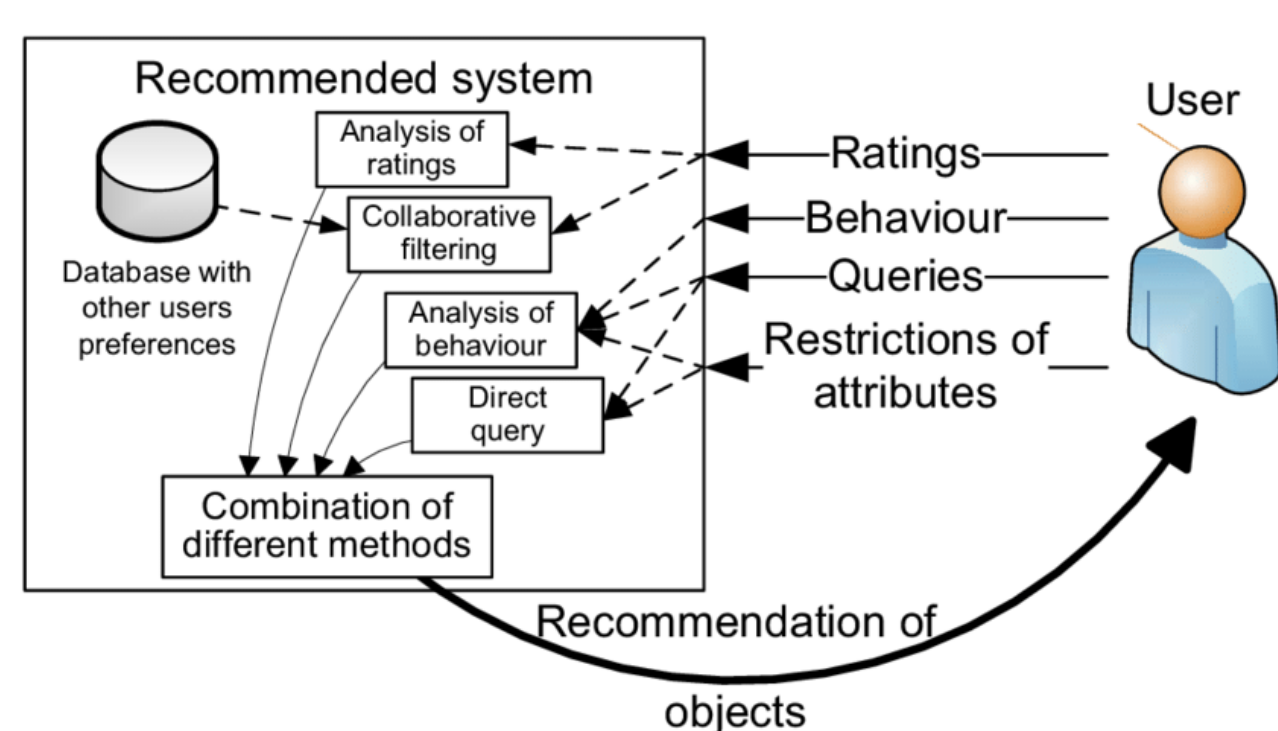 Recommended system
Analysis of
ratings
Collaborative
filtering
Database with
other users
preferences
Analysis of
behaviour
Direct
query
Combination of
different methods
User
Ratings
Behaviour
Queries
Restrictions of
attributes
Recommendation of
objects